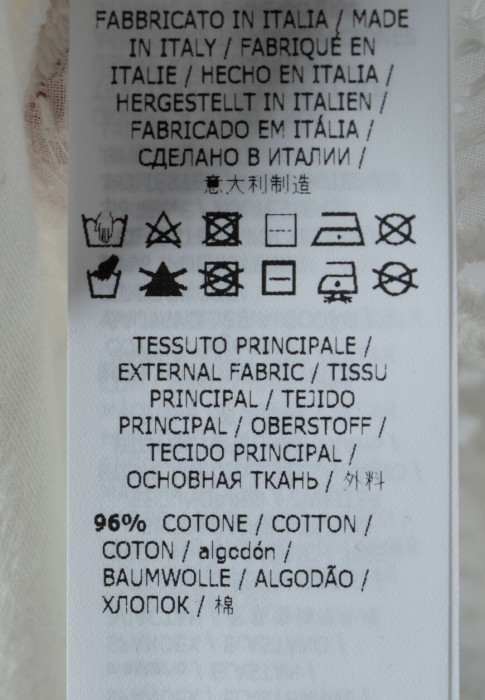 FABBRICATO IN ITALIA / MADE
IN ITALY / FABRIQUÉ EN
ITALIE / HECHO EN ITALIA /
HERGESTELLT IN ITALIEN /
FABRICADO EM ITÁLIA /
СДЕЛАНО В ИТАЛИИ /
意大利制造
TESSUTO PRINCIPALE /
EXTERNAL FABRIC / TISSU
PRINCIPAL / TEJIDO
PRINCIPAL / OBERSTOFF /
TECIDO PRINCIPAL /
ОСНОВНАЯ ТКАНЬ / 外料
96% COTONE / COTTON /
COTON / algodón /
BAUMWOLLE / ALGODÃO /
ХЛОПОК / 棉